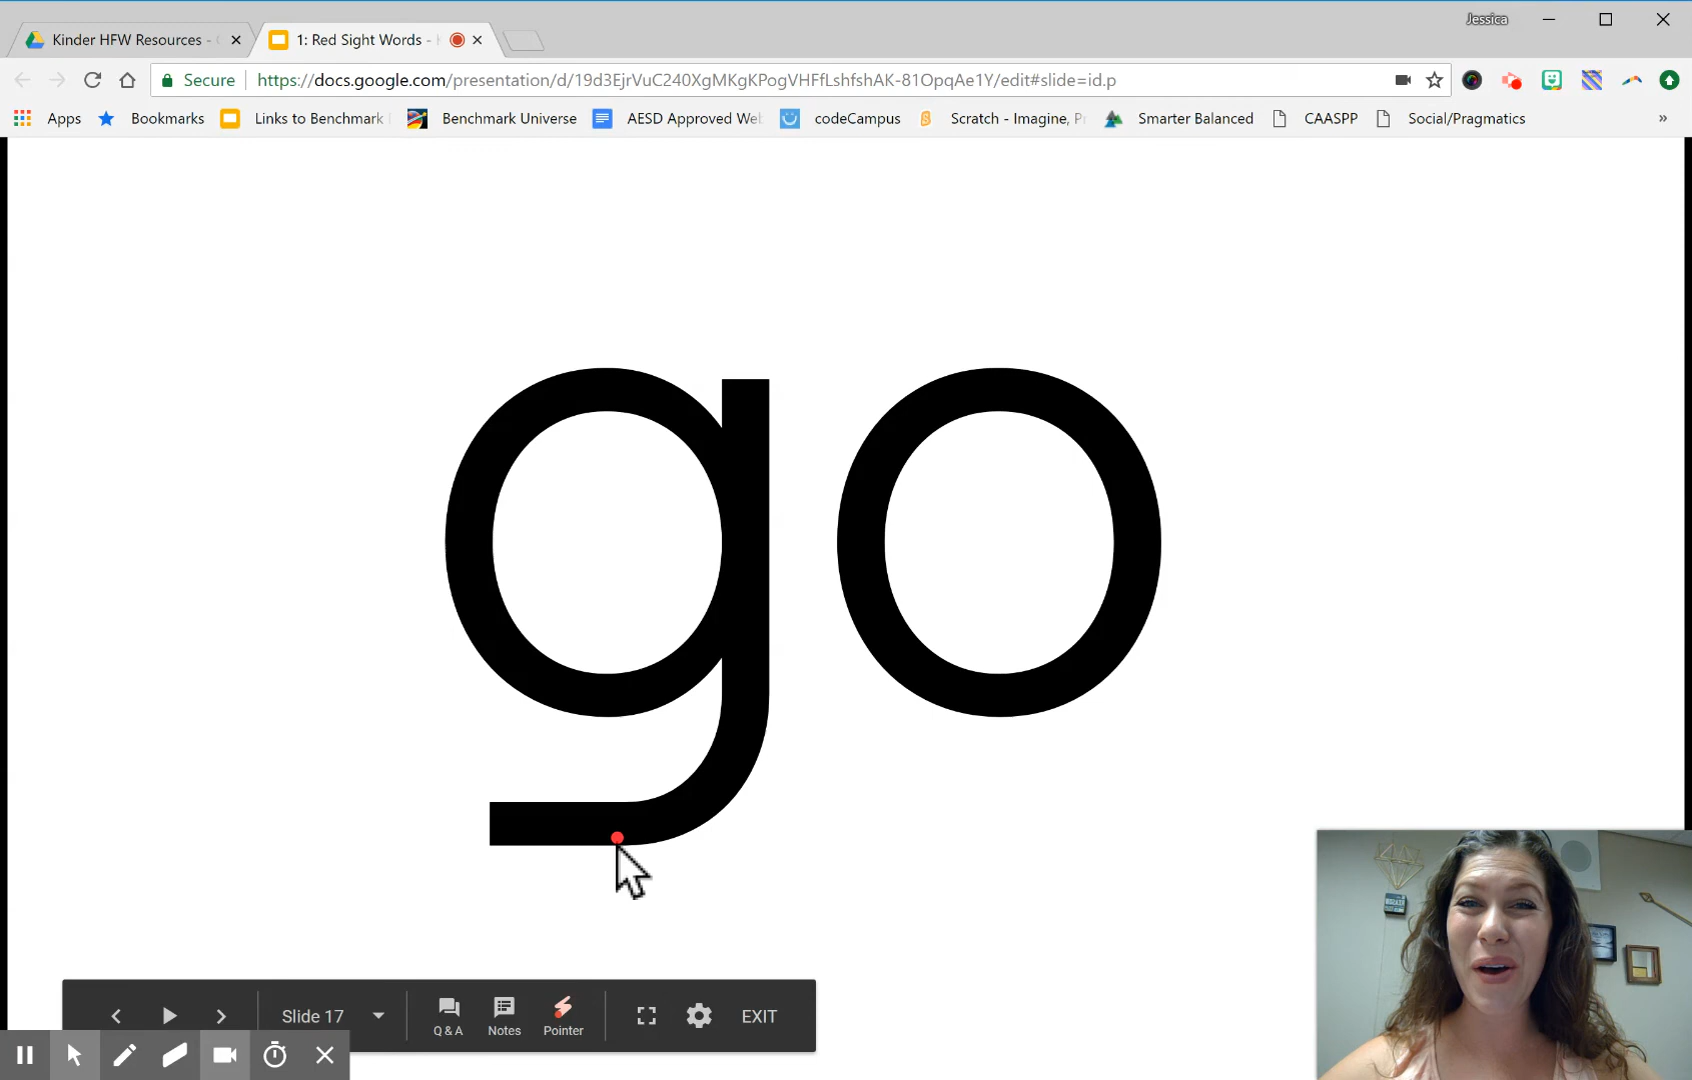 Jessica
Kinder HFW Resources -
1: Red Sight Words -
Secure https://docs.google.com/presentation/d/19d3EjrVuC240XgMKgKPogVHFfLshfshAK-81OpqAe1Y/edit#slide=id.p
Apps Bookmarks Links to Benchmark Benchmark Universe AESD Approved Web codeCampus Scratch - Imagine, Pr Smarter Balanced CAASPP Social/Pragmatics »
go
Slide 17 Q & A Notes Pointer EXIT